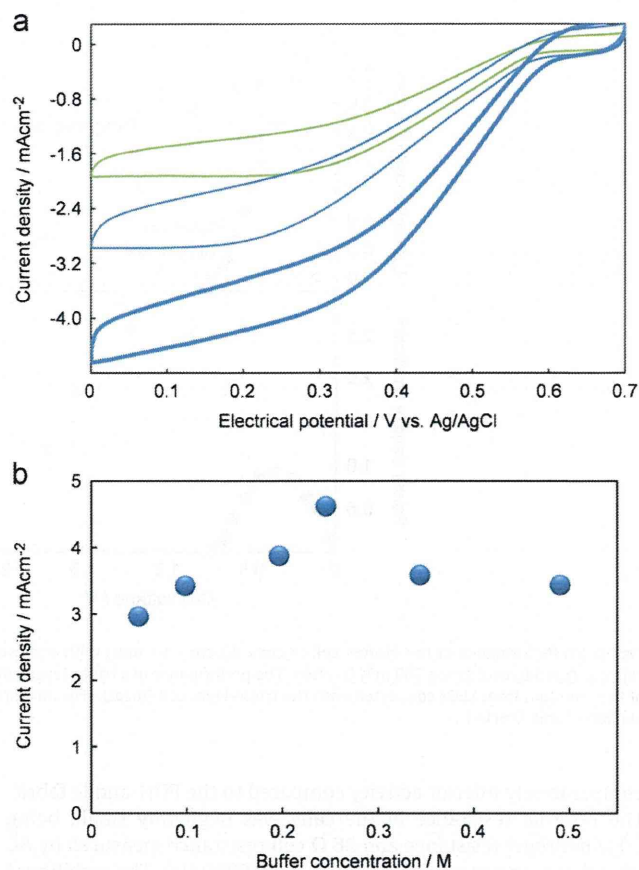 a
0
-0.8
-1.6
-2.4
-3.2
-4.0
Current density / mAcm-2
0 0.1 0.2 0.3 0.4 0.5 0.6 0.7
Electrical potential / V vs. Ag/AgCl
b
5
4
3
2
1
0
Current density / mAcm-2
0 0.1 0.2 0.3 0.4 0.5
Buffer concentration / M